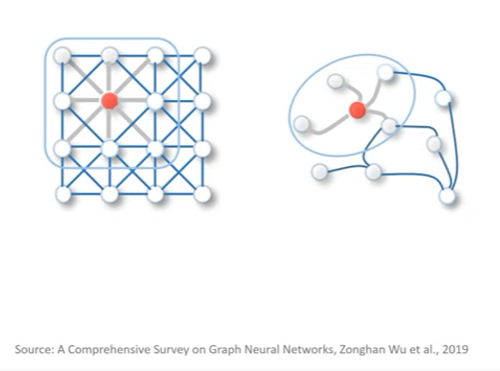 Source: A Comprehensive Survey on Graph Neural Networks, Zonghan Wu et al., 2019